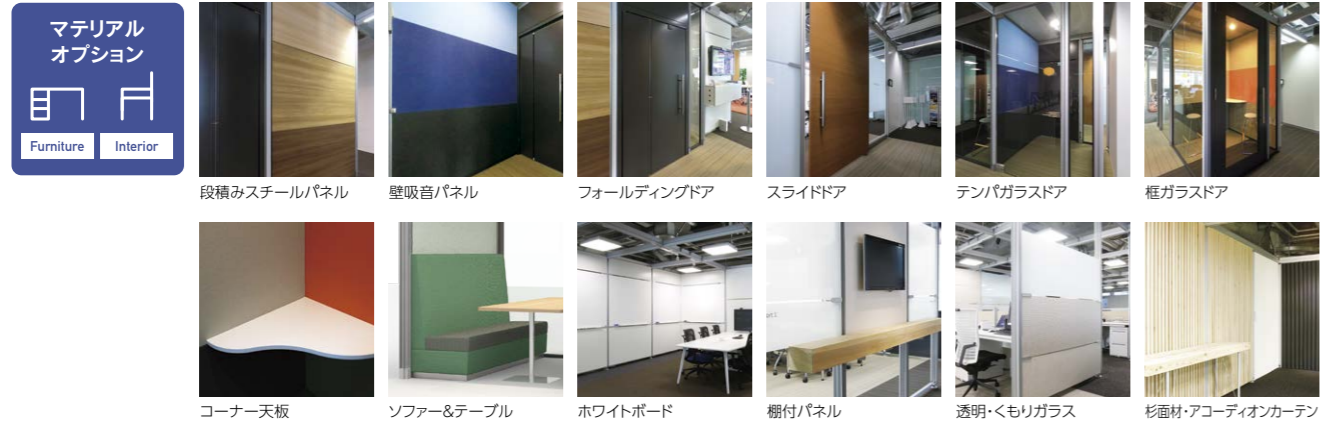 マテリアル
オプション
Furniture
Interior
段積みスチールパネル
壁吸音パネル
フォールディングドア
スライドドア
テンパガラスドア
框ガラスドア
コーナー天板
ソファー&テーブル
ホワイトボード
棚付パネル
透明・くもりガラス
杉面材・アコーディオンカーテン